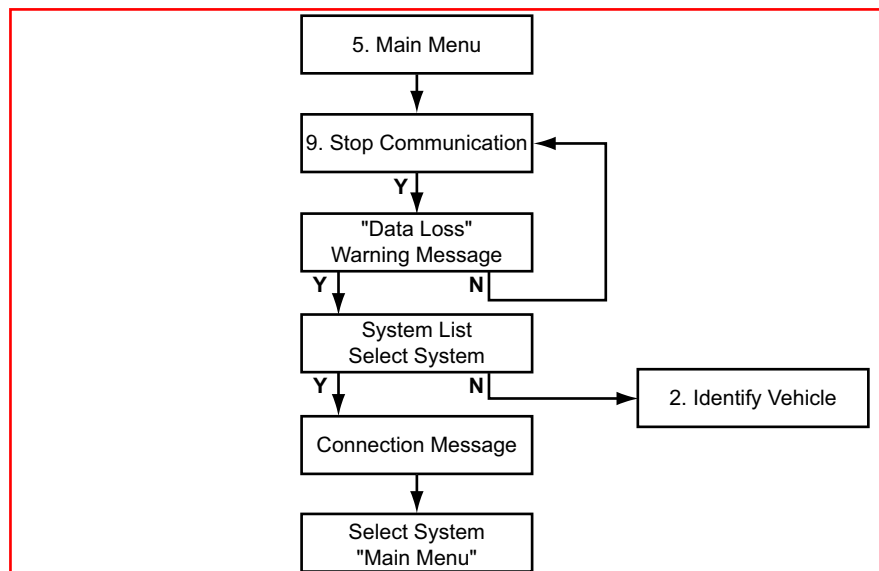 5. Main Menu
9. Stop Communication
Y
"Data Loss"
Warning Message
Y
N
System List
Select System
Y
N
2. Identify Vehicle
Connection Message
Select System
"Main Menu"